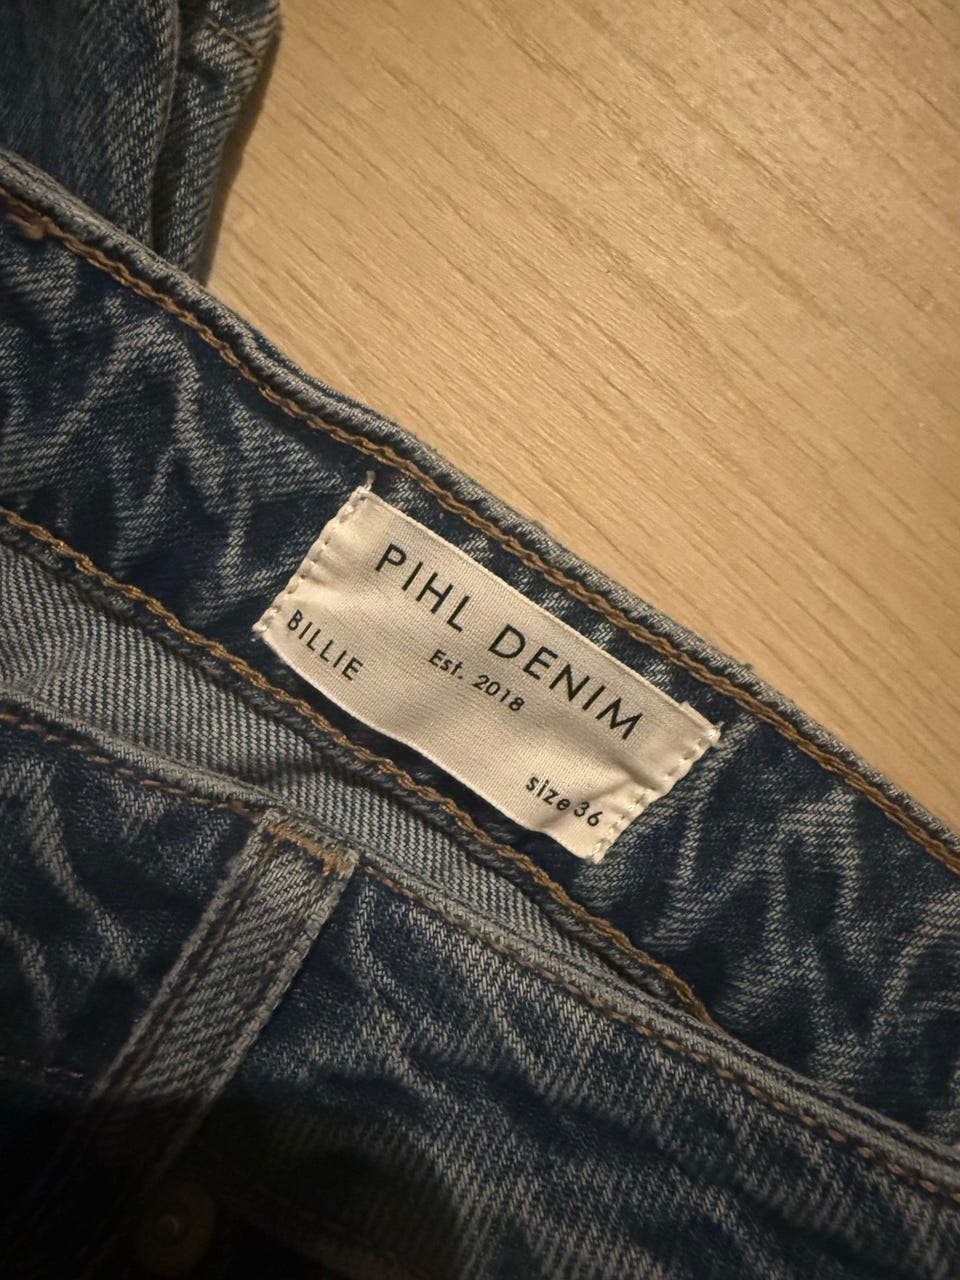 PIHL DENIM
Est. 2018
BILLIE
size 36